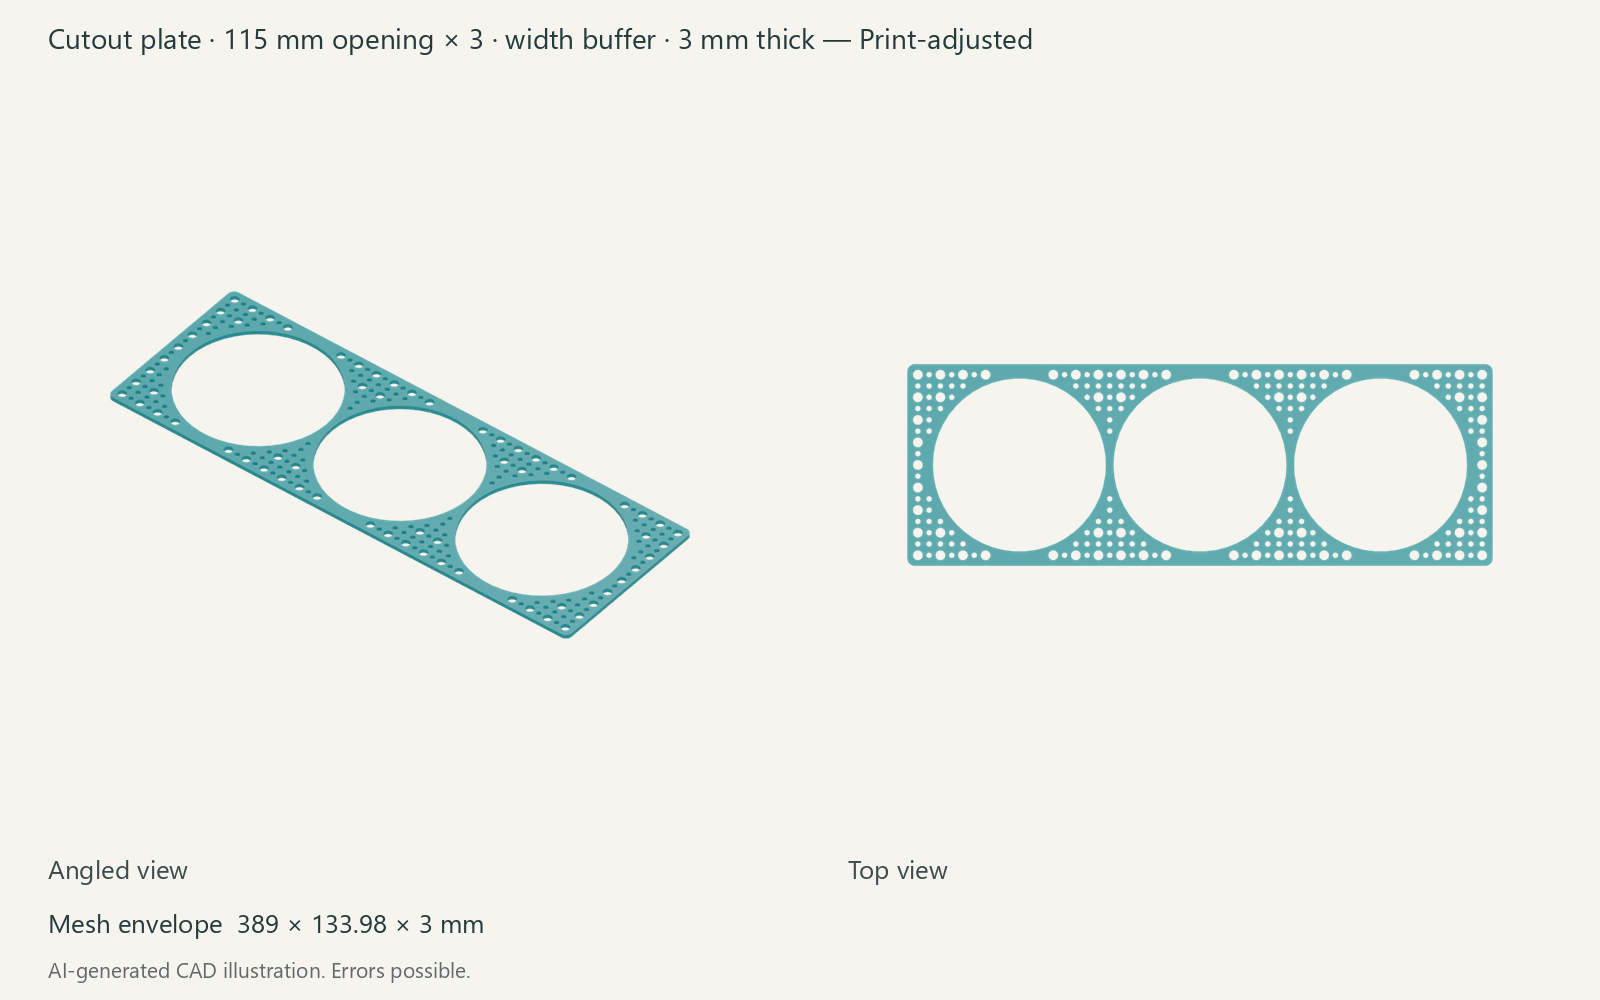 Cutout plate · 115 mm opening × 3 · width buffer · 3 mm thick — Print-adjusted
Angled view
Top view
Mesh envelope 389 × 133.98 × 3 mm
AI-generated CAD illustration. Errors possible.